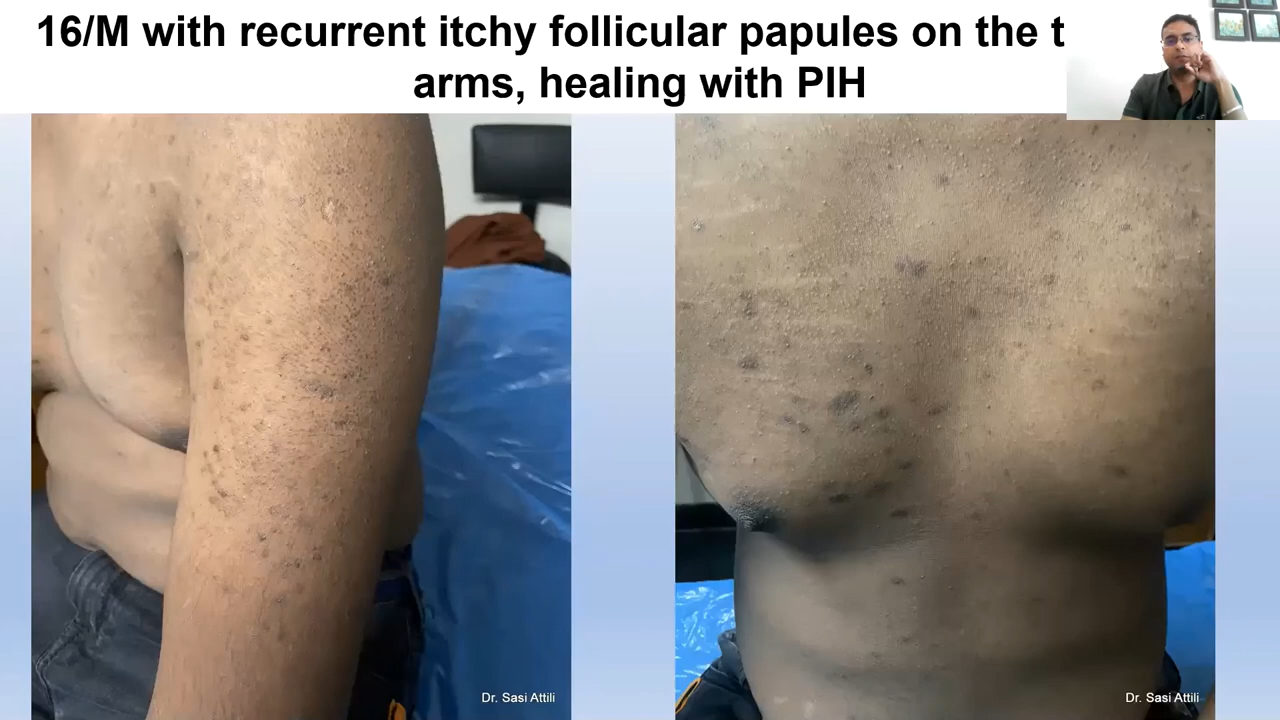 16/M with recurrent itchy follicular papules on the
arms, healing with PIH
Dr. Sasi Attili
Dr. Sasi Attili